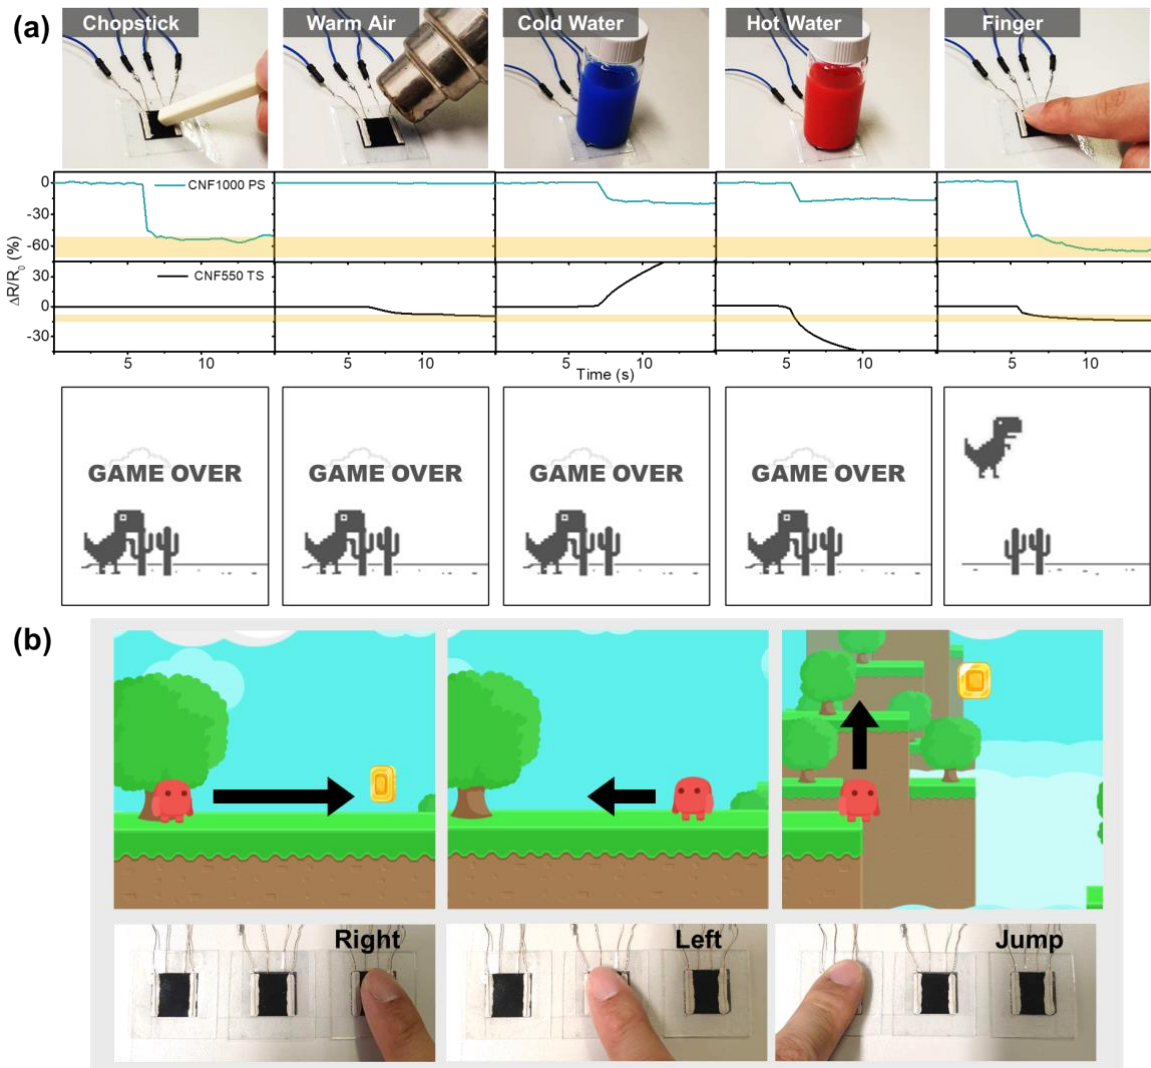 (a)
Chopstick
Warm Air
Cold Water
Hot Water
Finger
0
-30
-60
CNF1000 PS
ΔR/R₀ (%)
30
0
-30
CNF550 TS
5 10 5 10 5 10 5 10 5 10
Time (s)
GAME OVER
GAME OVER
GAME OVER
GAME OVER
(b)
Right
Left
Jump